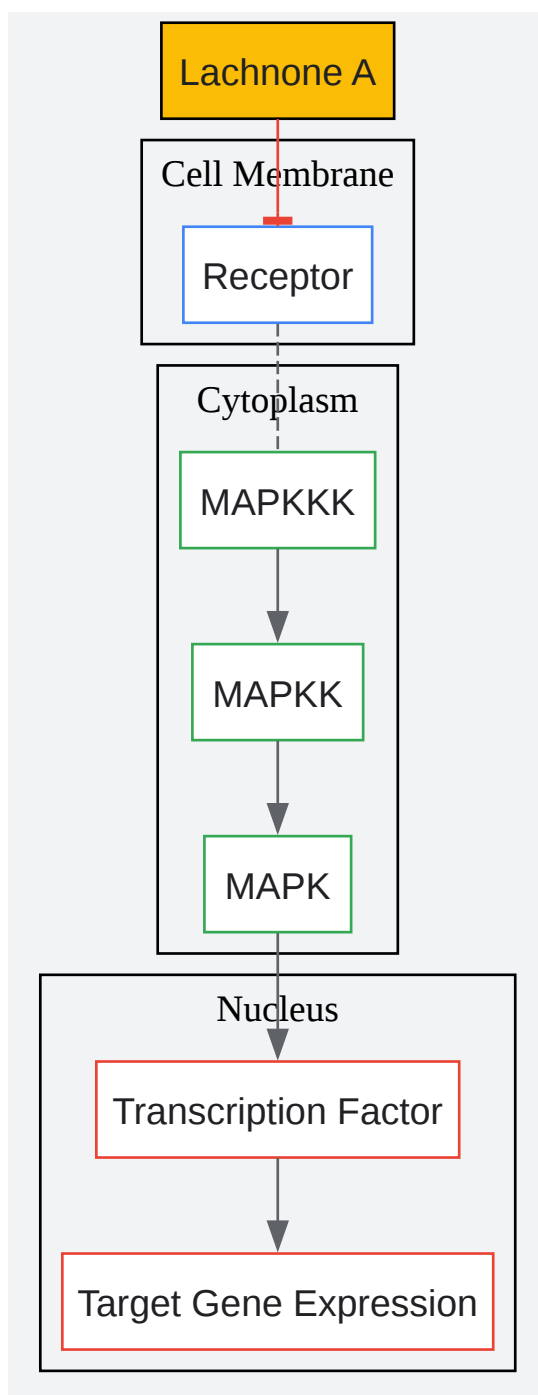 Lachnone A
Cell Membrane
Receptor
Cytoplasm
MAPKKK
MAPKK
MAPK
Nucleus
Transcription Factor
Target Gene Expression